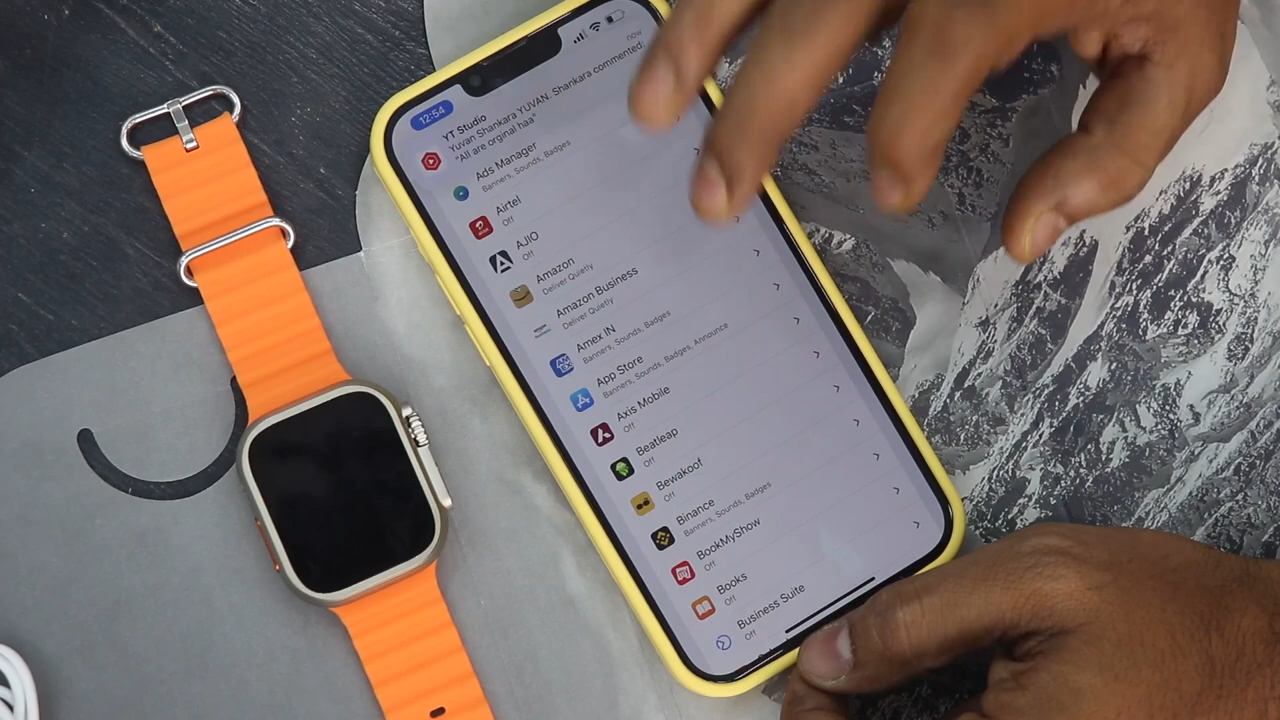 12:54
YT Studio
now
Yuvan Shankara YUVAN. Shankara commented:
"All are orginal haa"
Ads Manager
Banners, Sounds, Badges
Airtel
Off
AJIO
Off
Amazon
Deliver Quietly
Amazon Business
Deliver Quietly
Amex IN
Banners, Sounds, Badges
App Store
Banners, Sounds, Badges, Announce
Axis Mobile
Off
Beatleap
Off
Bewakoof
Off
Binance
Banners, Sounds, Badges
BookMyShow
Off
Books
Off
Business Suite
Off